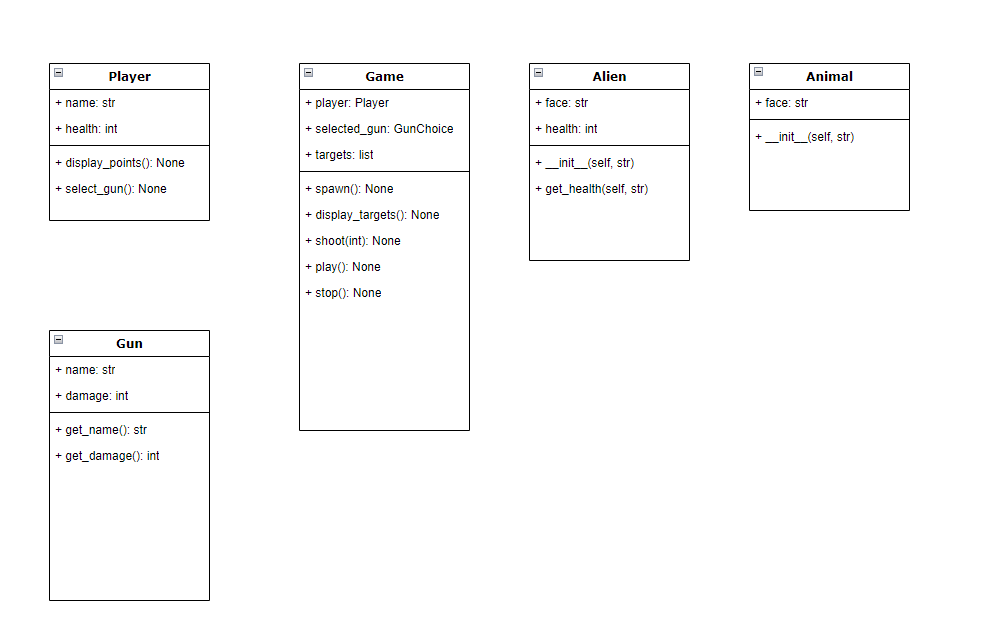 Player
+ name: str
+ health: int
+ display_points(): None
+ select_gun(): None
Game
+ player: Player
+ selected_gun: GunChoice
+ targets: list
+ spawn(): None
+ display_targets(): None
+ shoot(int): None
+ play(): None
+ stop(): None
Alien
+ face: str
+ health: int
+ __init__(self, str)
+ get_health(self, str)
Animal
+ face: str
+ __init__(self, str)
Gun
+ name: str
+ damage: int
+ get_name(): str
+ get_damage(): int